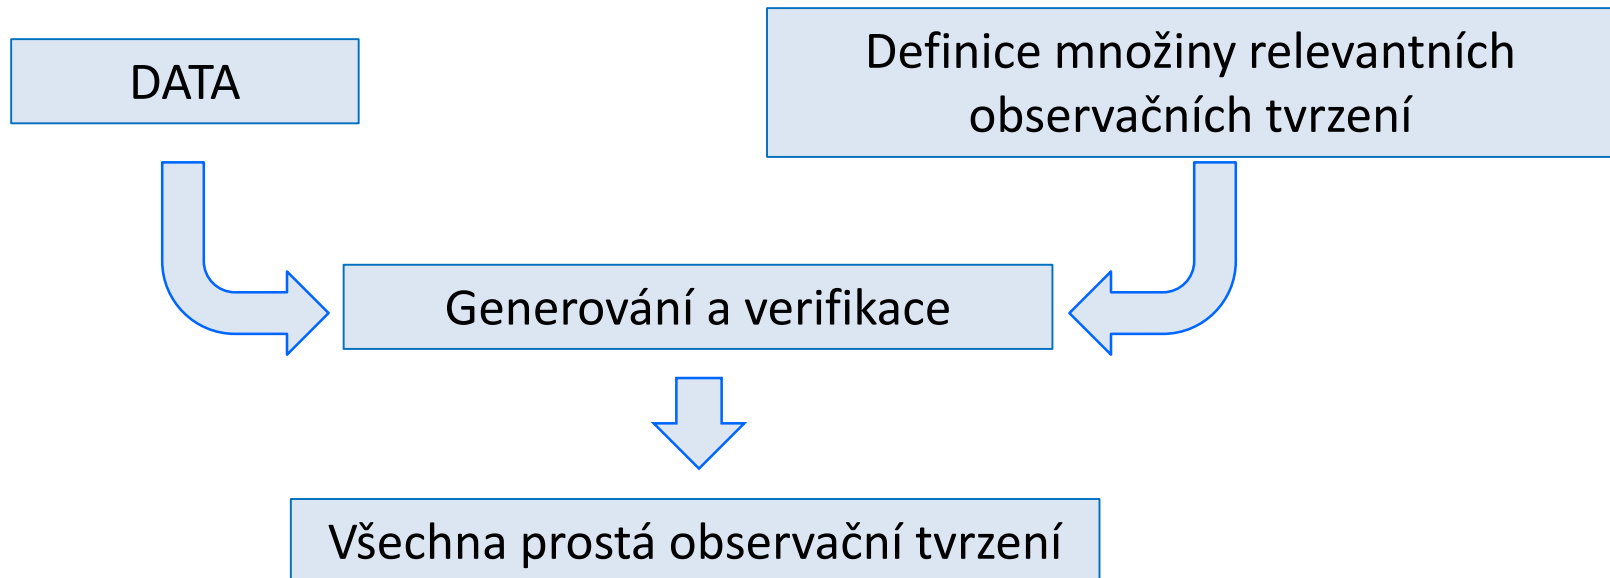 DATA
Definice množiny relevantních
observačních tvrzení
Generování a verifikace
Všechna prostá observační tvrzení